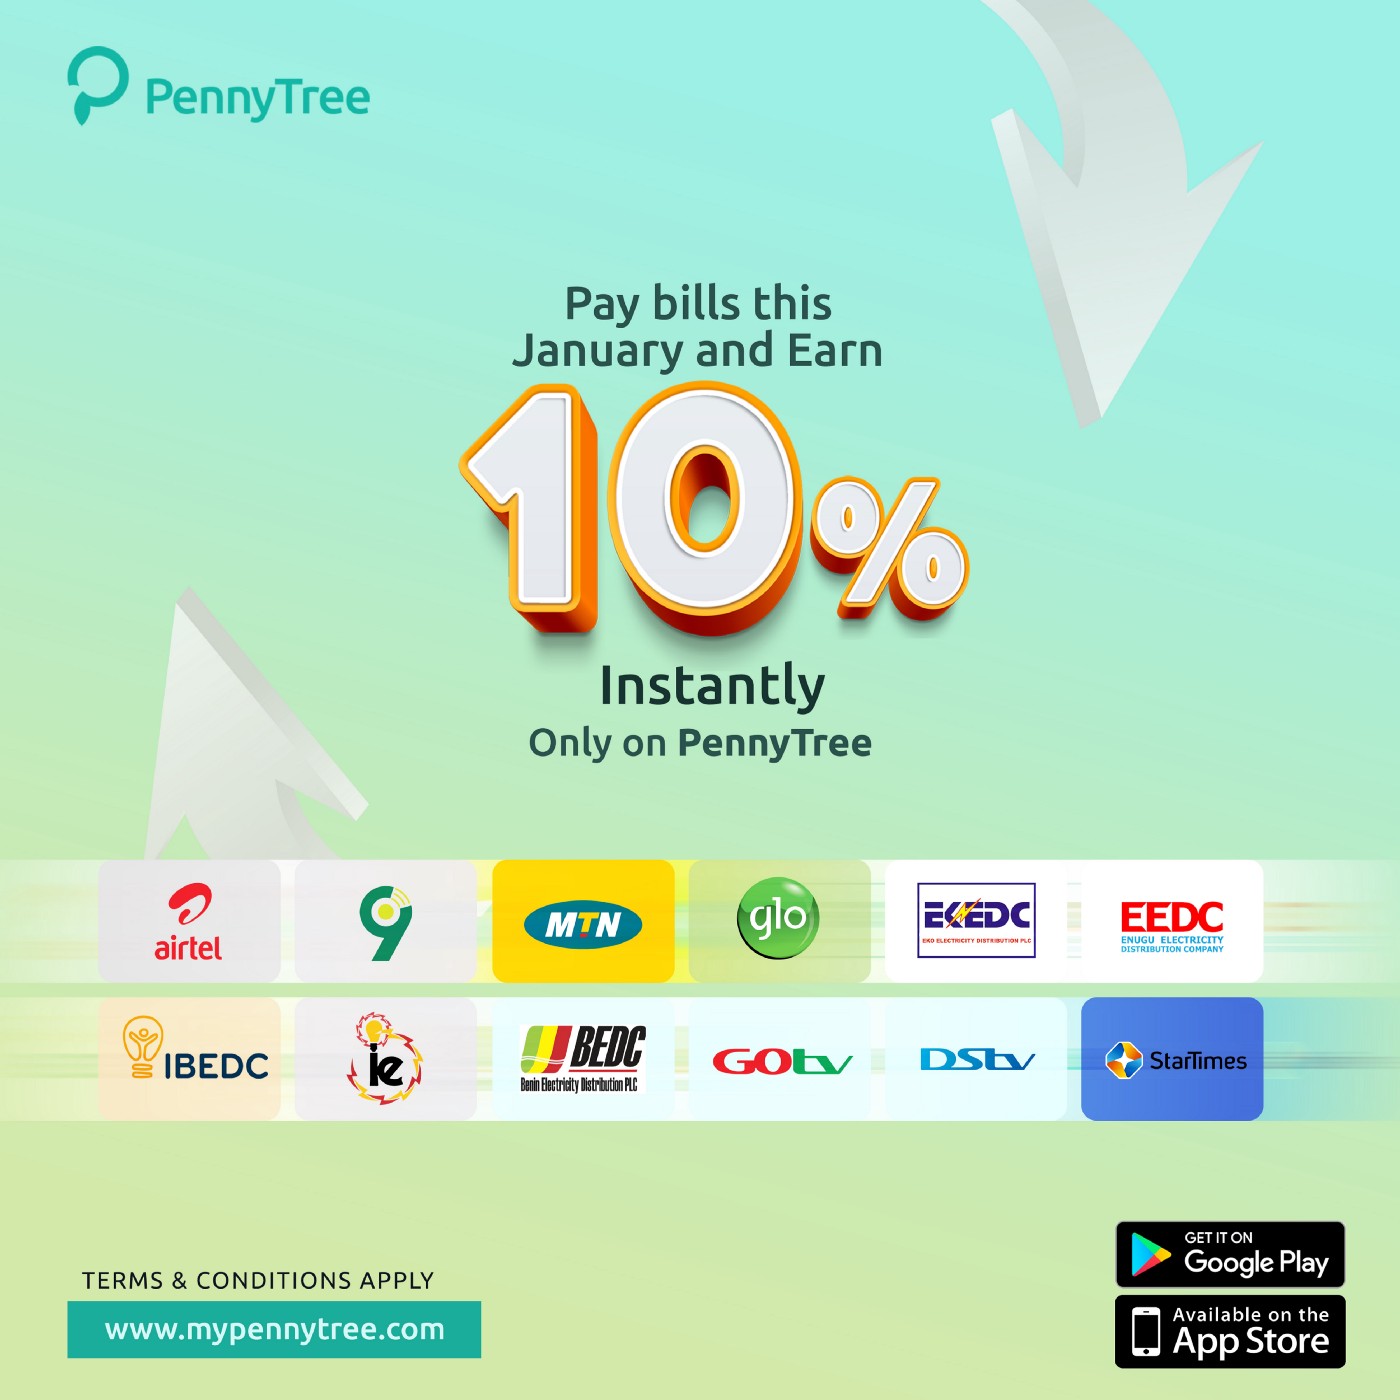 PennyTree
Pay bills this
January and Earn
10%
Instantly
Only on PennyTree
airtel
9
MTN
glo
EKEDC
EKO ELECTRICITY DISTRIBUTION PLC
EEDC
ENUGU ELECTRICITY
DISTRIBUTION COMPANY
IBEDC
ie
BEDC
Benin Electricity Distribution PLC
GOtv
DStv
StarTimes
TERMS & CONDITIONS APPLY
www.mypennytree.com
GET IT ON
Google Play
Available on the
App Store